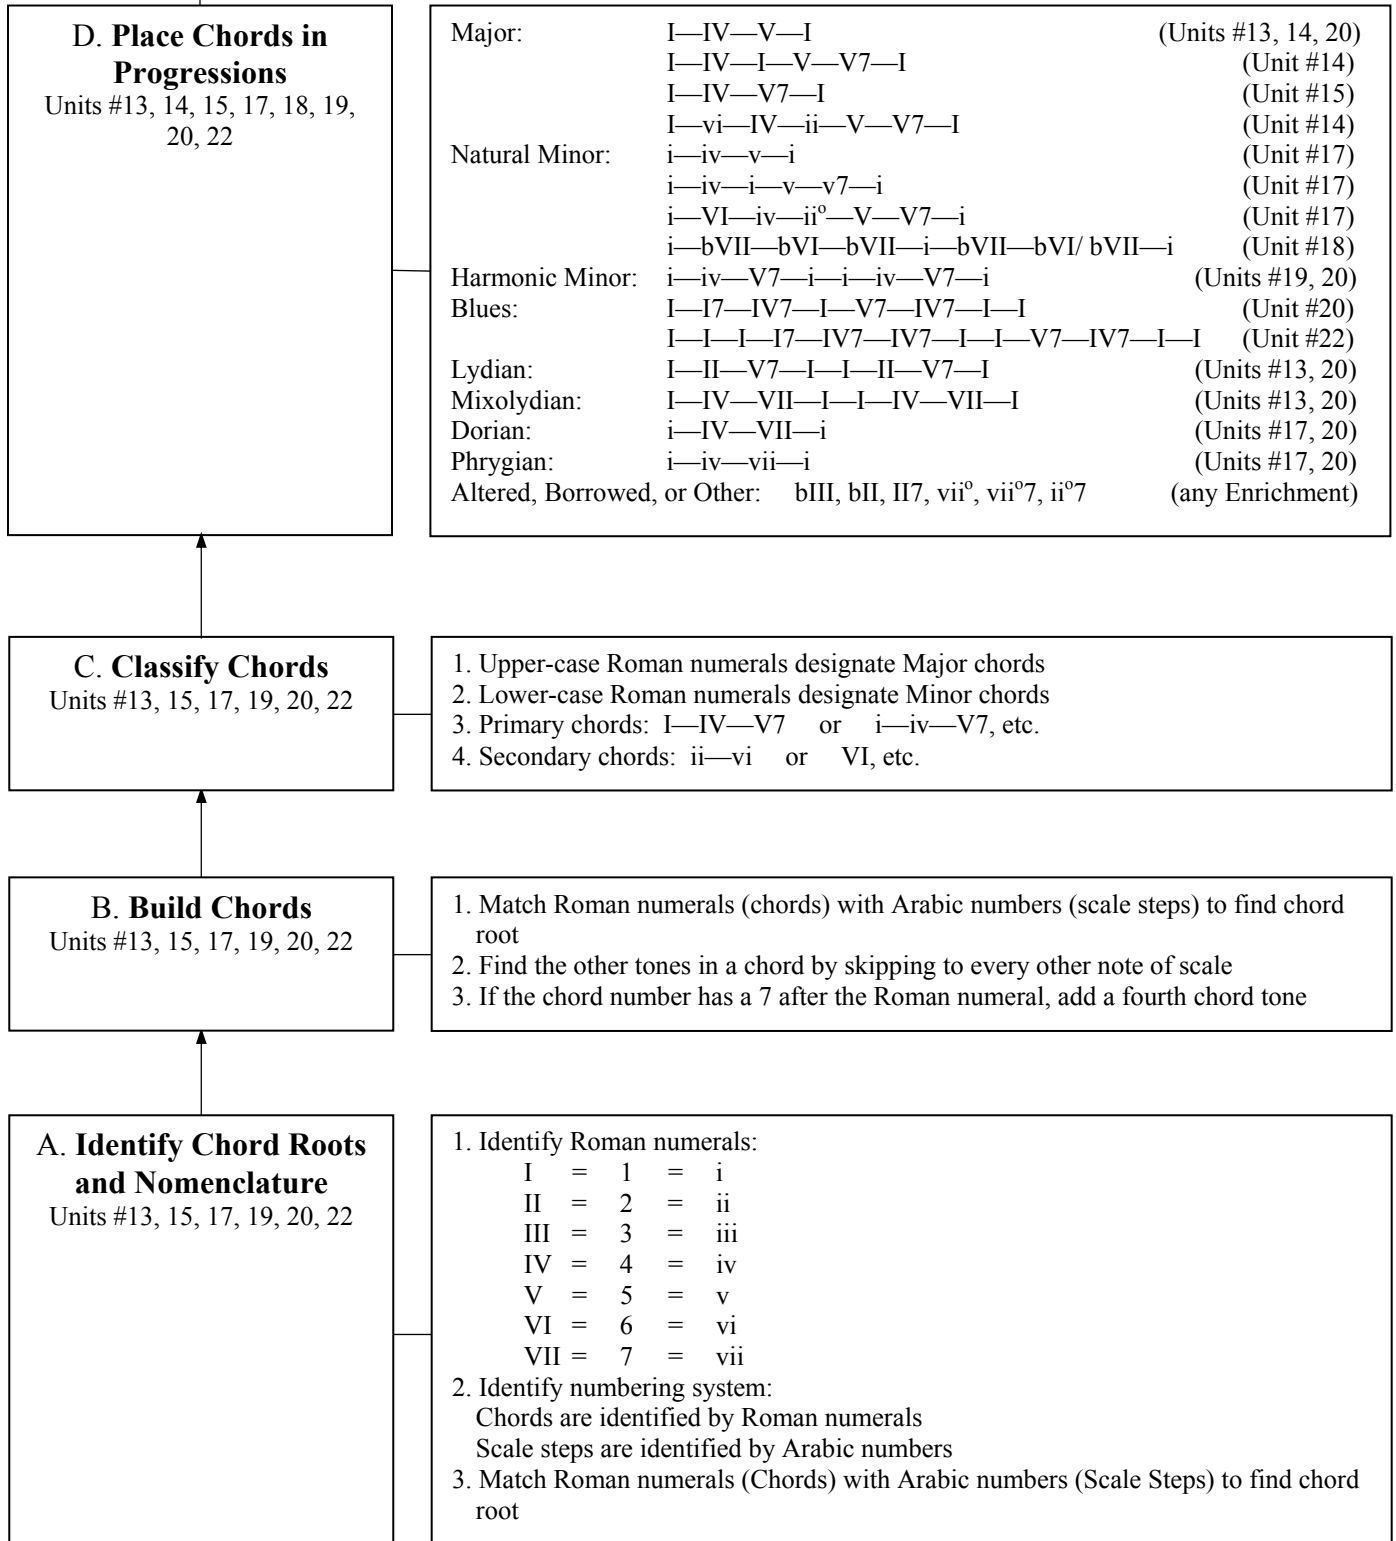 D. Place Chords in
Progressions
Units #13, 14, 15, 17, 18, 19,
20, 22
Major: I—IV—V—I (Units #13, 14, 20)
I—IV—I—V—V7—I (Unit #14)
I—IV—V7—I (Unit #15)
I—vi—IV—ii—V—V7—I (Unit #14)
Natural Minor: i—iv—v—i (Unit #17)
i—iv—i—v—v7—i (Unit #17)
i—VI—iv—iiº—V—V7—i (Unit #17)
i—bVII—bVI—bVII—i—bVII—bVI/ bVII—i (Unit #18)
Harmonic Minor: i—iv—V7—i—i—iv—V7—i (Units #19, 20)
Blues: I—I7—IV7—I—V7—IV7—I—I (Unit #20)
I—I—I—I7—IV7—IV7—I—I—V7—IV7—I—I (Unit #22)
Lydian: I—II—V7—I—I—II—V7—I (Units #13, 20)
Mixolydian: I—IV—VII—I—I—IV—VII—I (Units #13, 20)
Dorian: i—IV—VII—i (Units #17, 20)
Phrygian: i—iv—vii—i (Units #17, 20)
Altered, Borrowed, or Other: bIII, bII, II7, viiº, viiº7, iiº7 (any Enrichment)
C. Classify Chords
Units #13, 15, 17, 19, 20, 22
1. Upper-case Roman numerals designate Major chords
2. Lower-case Roman numerals designate Minor chords
3. Primary chords: I—IV—V7 or i—iv—V7, etc.
4. Secondary chords: ii—vi or VI, etc.
B. Build Chords
Units #13, 15, 17, 19, 20, 22
1. Match Roman numerals (chords) with Arabic numbers (scale steps) to find chord
root
2. Find the other tones in a chord by skipping to every other note of scale
3. If the chord number has a 7 after the Roman numeral, add a fourth chord tone
A. Identify Chord Roots
and Nomenclature
Units #13, 15, 17, 19, 20, 22
1. Identify Roman numerals:
I = 1 = i
II = 2 = ii
III = 3 = iii
IV = 4 = iv
V = 5 = v
VI = 6 = vi
VII = 7 = vii
2. Identify numbering system:
Chords are identified by Roman numerals
Scale steps are identified by Arabic numbers
3. Match Roman numerals (Chords) with Arabic numbers (Scale Steps) to find chord
root